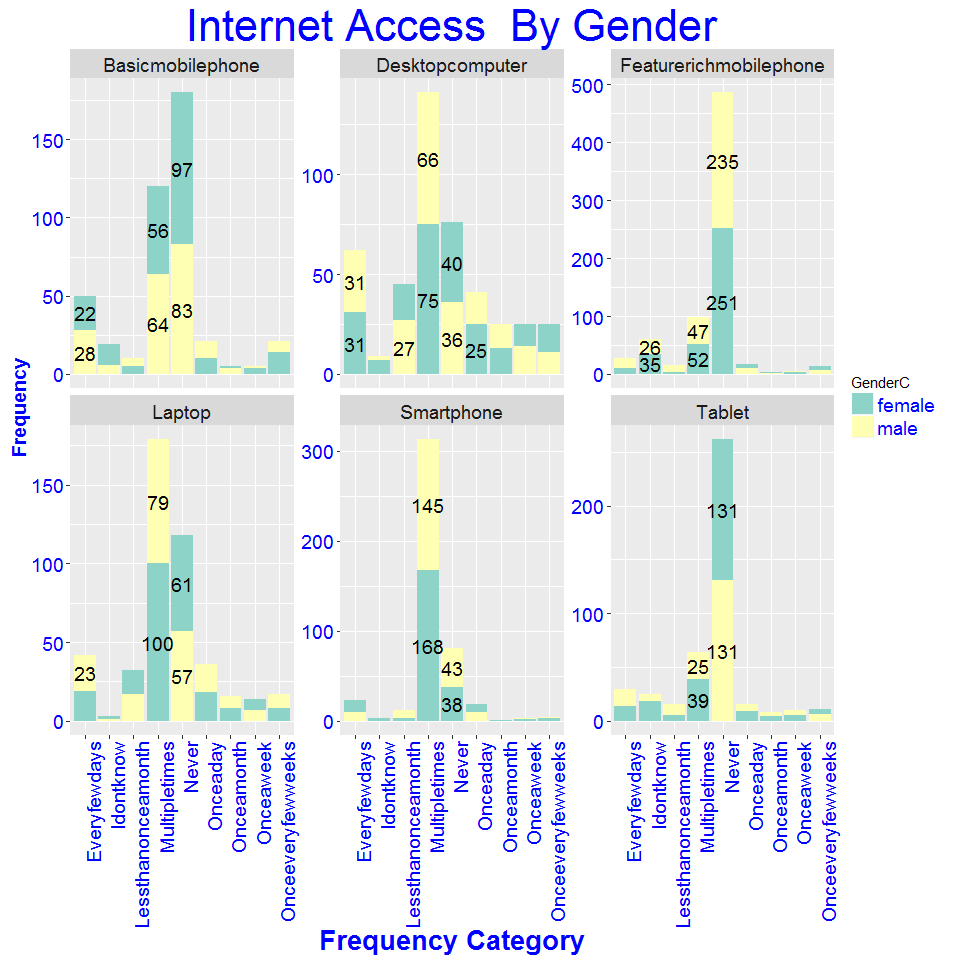 Internet Access  By Gender
Basicmobilephone
Desktopcomputer
Featurerichmobilephone
150
100
50
0
97
56
22
83
64
28
100
50
0
66
31
40
75
36
31
27
25
500
400
300
200
100
0
235
251
47
26
52
35
Frequency
GenderC
female
male
Laptop
Smartphone
Tablet
150
100
50
0
79
61
100
57
23
300
200
100
0
145
168
43
38
200
100
0
131
131
25
39
Everyfewdays
Idontknow
Lessthanonceamonth
Multipletimes
Never
Onceaday
Onceamonth
Onceaweek
Onceeveryfewweeks
Everyfewdays
Idontknow
Lessthanonceamonth
Multipletimes
Never
Onceaday
Onceamonth
Onceaweek
Onceeveryfewweeks
Everyfewdays
Idontknow
Lessthanonceamonth
Multipletimes
Never
Onceaday
Onceamonth
Onceaweek
Onceeveryfewweeks
Frequency Category